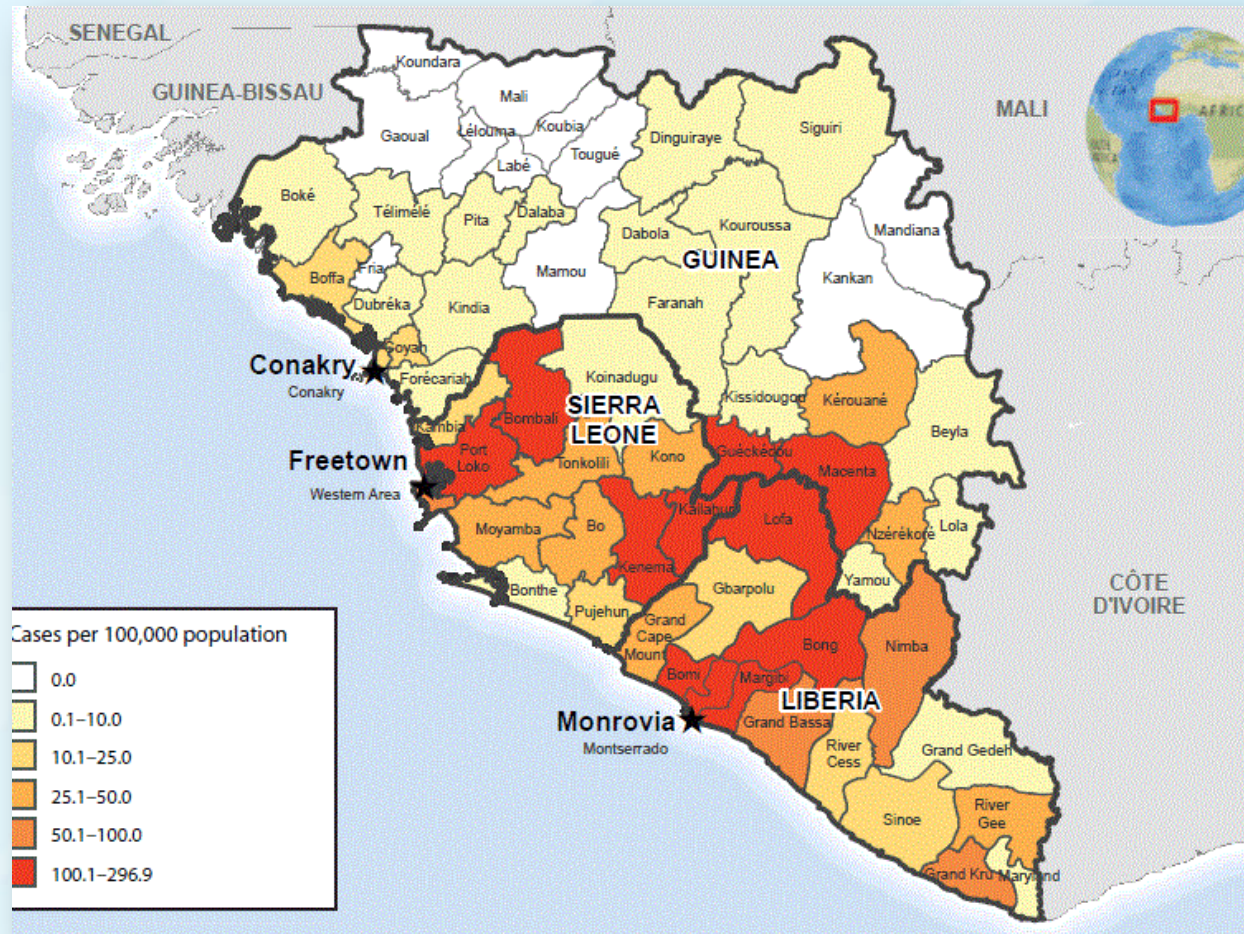 SENEGAL
Koundara
GUINEA-BISSAU
Mali
MALI
AFRIC
Gaoual
Lélouma
Koubia
Dinguiraye
Siguiri
Labé
Tougué
Boké
Télimélé
Pita
Dalaba
Dabola
Kouroussa
Mandiana
GUINEA
Boffa
Fria
Mamou
Kankan
Dubréka
Kindia
Faranah
Coyah
Conakry
Conakry
Forécariah
Koinadugu
Kissidougou
Kérouané
SIERRA
LEONE
Kambia
Bombali
Beyla
Port
Loko
Tonkolili
Kono
Guéckédou
Macenta
Freetown
Western Area
Kailahun
Lofa
Moyamba
Bo
Nzérékoré
Lola
Kenema
Yamou
Bonthe
Gbarpolu
CÔTE
D'IVOIRE
Pujehun
Grand
Cape
Mount
Bong
Nimba
Bomi
Margibi
LIBERIA
Monrovia
Montserrado
Grand Bassa
River
Cess
Grand Gedeh
Sinoe
River
Gee
Grand Kru
Maryland
Cases per 100,000 population
0.0
0.1–10.0
10.1–25.0
25.1–50.0
50.1–100.0
100.1–296.9